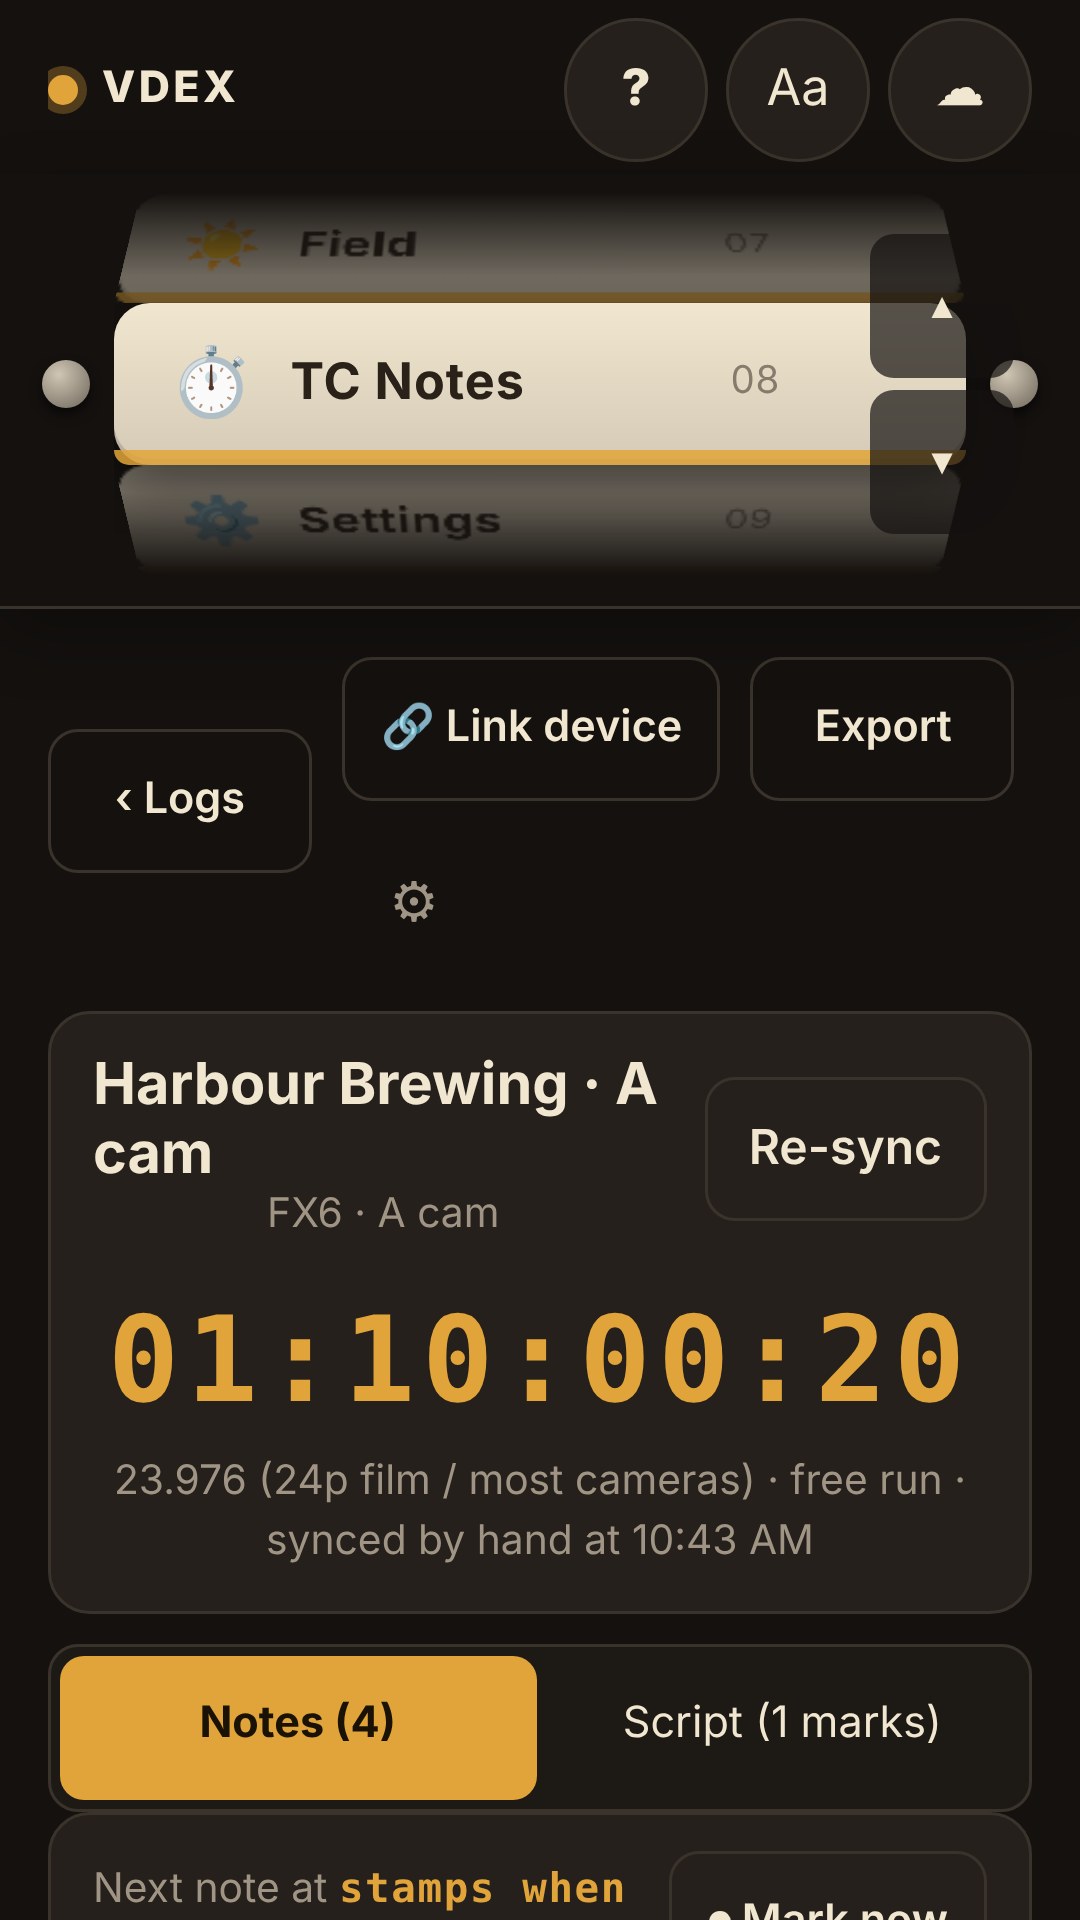 VDEX
?
Aa
Field 07
TC Notes 08
Settings 09
‹ Logs
Link device
Export
Harbour Brewing · A
cam
FX6 · A cam
Re-sync
01:10:00:20
23.976 (24p film / most cameras) · free run ·
synced by hand at 10:43 AM
Notes (4)
Script (1 marks)
Next note at stamps when
● Mark now